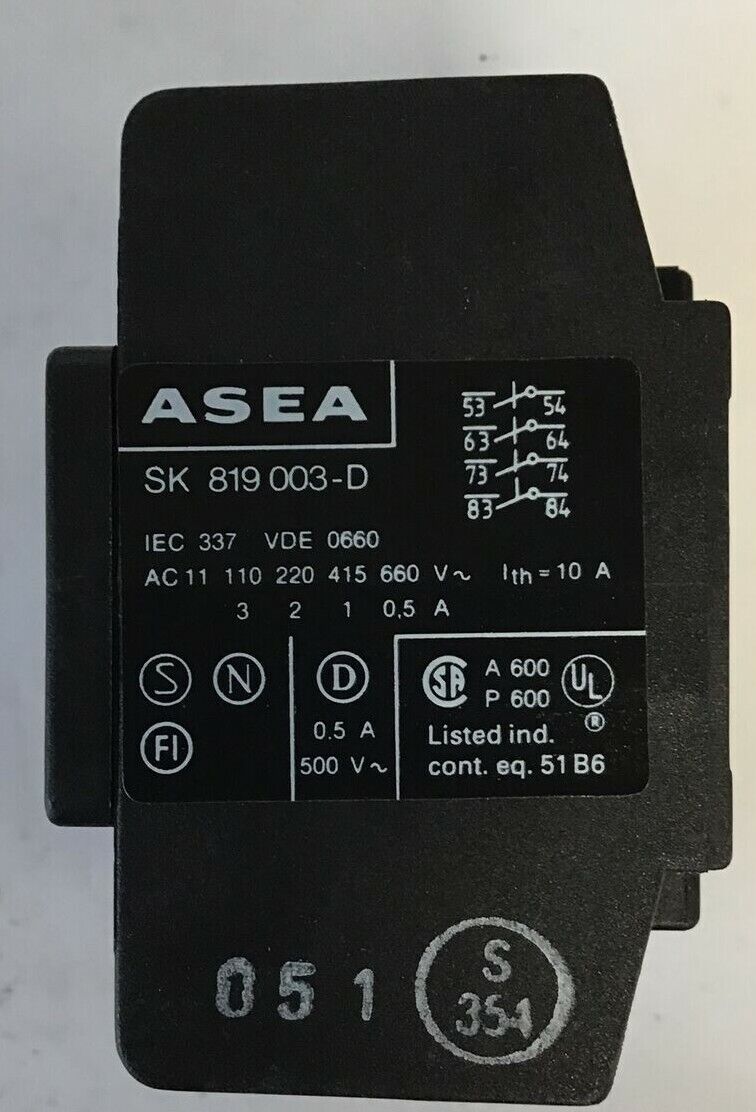 ASEA
SK 819 003-D
53 54
63 64
73 74
83 84
IEC 337 VDE 0660
AC 11 110 220 415 660 V~ Ith = 10 A
3 2 1 0,5 A
S N
FI
D
0.5 A
500 V~
CSA A 600 UL
P 600 ®
Listed ind.
cont. eq. 51 B6
051
S
354